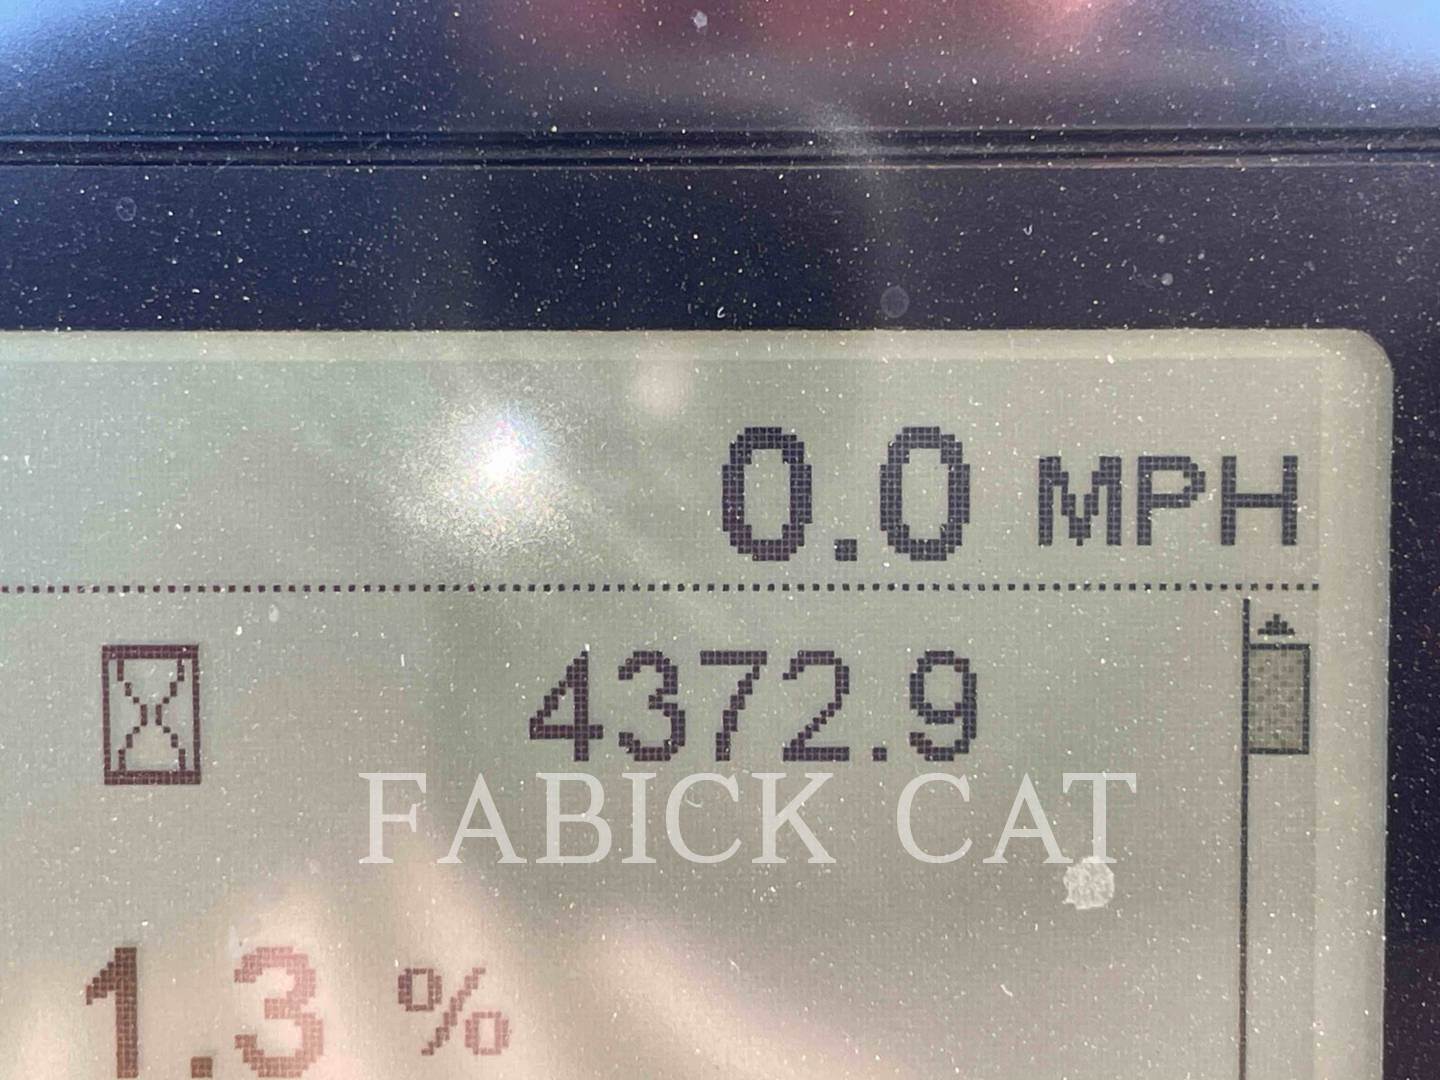 0.0 MPH
4372.9
FABICK CAT
1.3 %